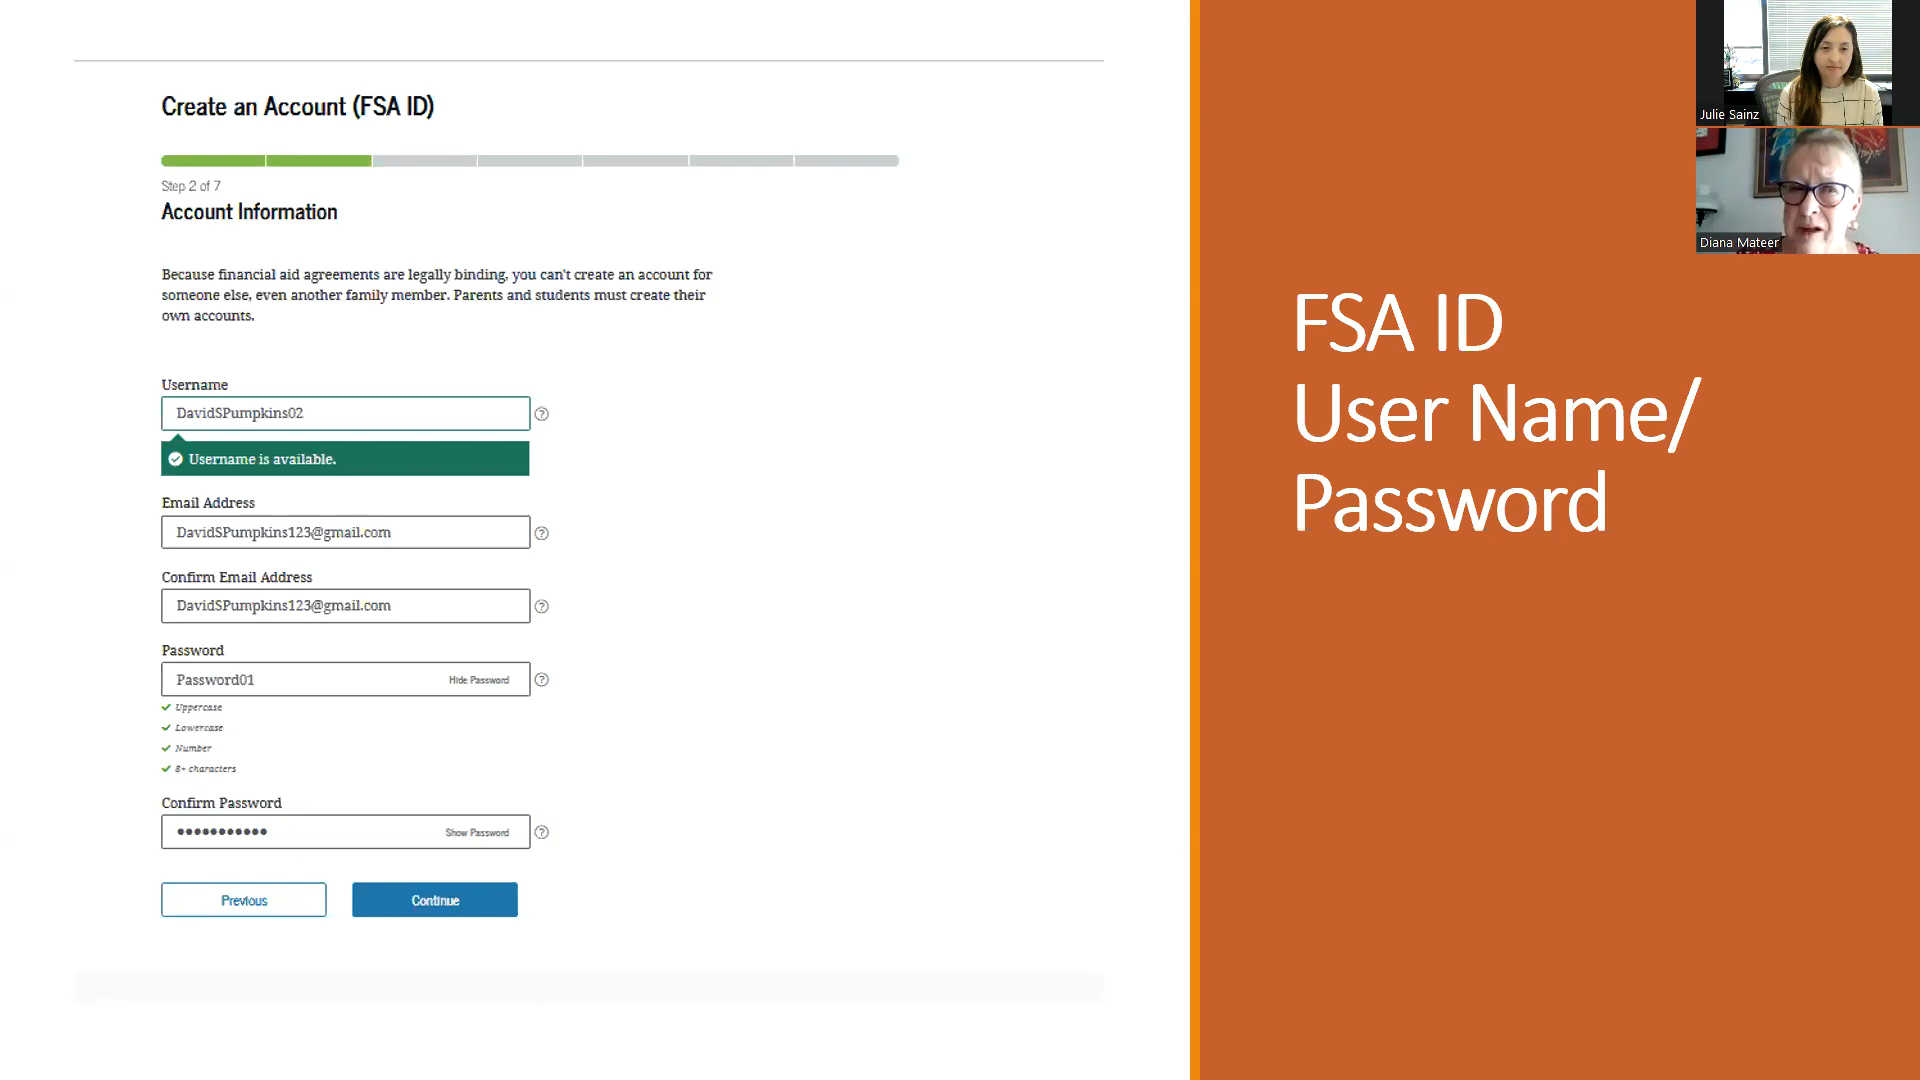 Create an Account (FSA ID)
Step 2 of 7
Account Information
Because financial aid agreements are legally binding, you can't create an account for
someone else, even another family member. Parents and students must create their
own accounts.
Username
DavidSPumpkins02
Username is available.
Email Address
DavidSPumpkins123@gmail.com
Confirm Email Address
DavidSPumpkins123@gmail.com
Password
Password01 Hide Password
Uppercase
Lowercase
Number
8+ characters
Confirm Password
••••••••••• Show Password
Previous Continue
FSA ID
User Name/
Password
Julie Sainz
Diana Mateer